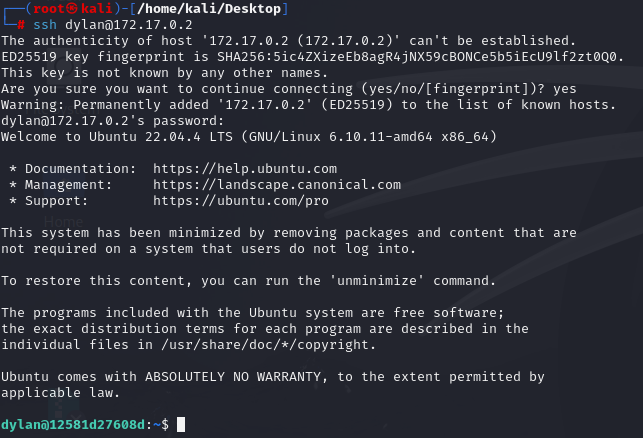 ┌──(root㉿kali)-[/home/kali/Desktop]
└─# ssh dylan@172.17.0.2
The authenticity of host '172.17.0.2 (172.17.0.2)' can't be established.
ED25519 key fingerprint is SHA256:5ic4ZXizeEb8agR4jNX59cBONCe5b5iEcU9lf2zt0Q0.
This key is not known by any other names.
Are you sure you want to continue connecting (yes/no/[fingerprint])? yes
Warning: Permanently added '172.17.0.2' (ED25519) to the list of known hosts.
dylan@172.17.0.2's password:
Welcome to Ubuntu 22.04.4 LTS (GNU/Linux 6.10.11-amd64 x86_64)
* Documentation:  https://help.ubuntu.com
* Management:     https://landscape.canonical.com
* Support:        https://ubuntu.com/pro
This system has been minimized by removing packages and content that are
not required on a system that users do not log into.
To restore this content, you can run the 'unminimize' command.
The programs included with the Ubuntu system are free software;
the exact distribution terms for each program are described in the
individual files in /usr/share/doc/*/copyright.
Ubuntu comes with ABSOLUTELY NO WARRANTY, to the extent permitted by
applicable law.
dylan@12581d27608d:~$
Home